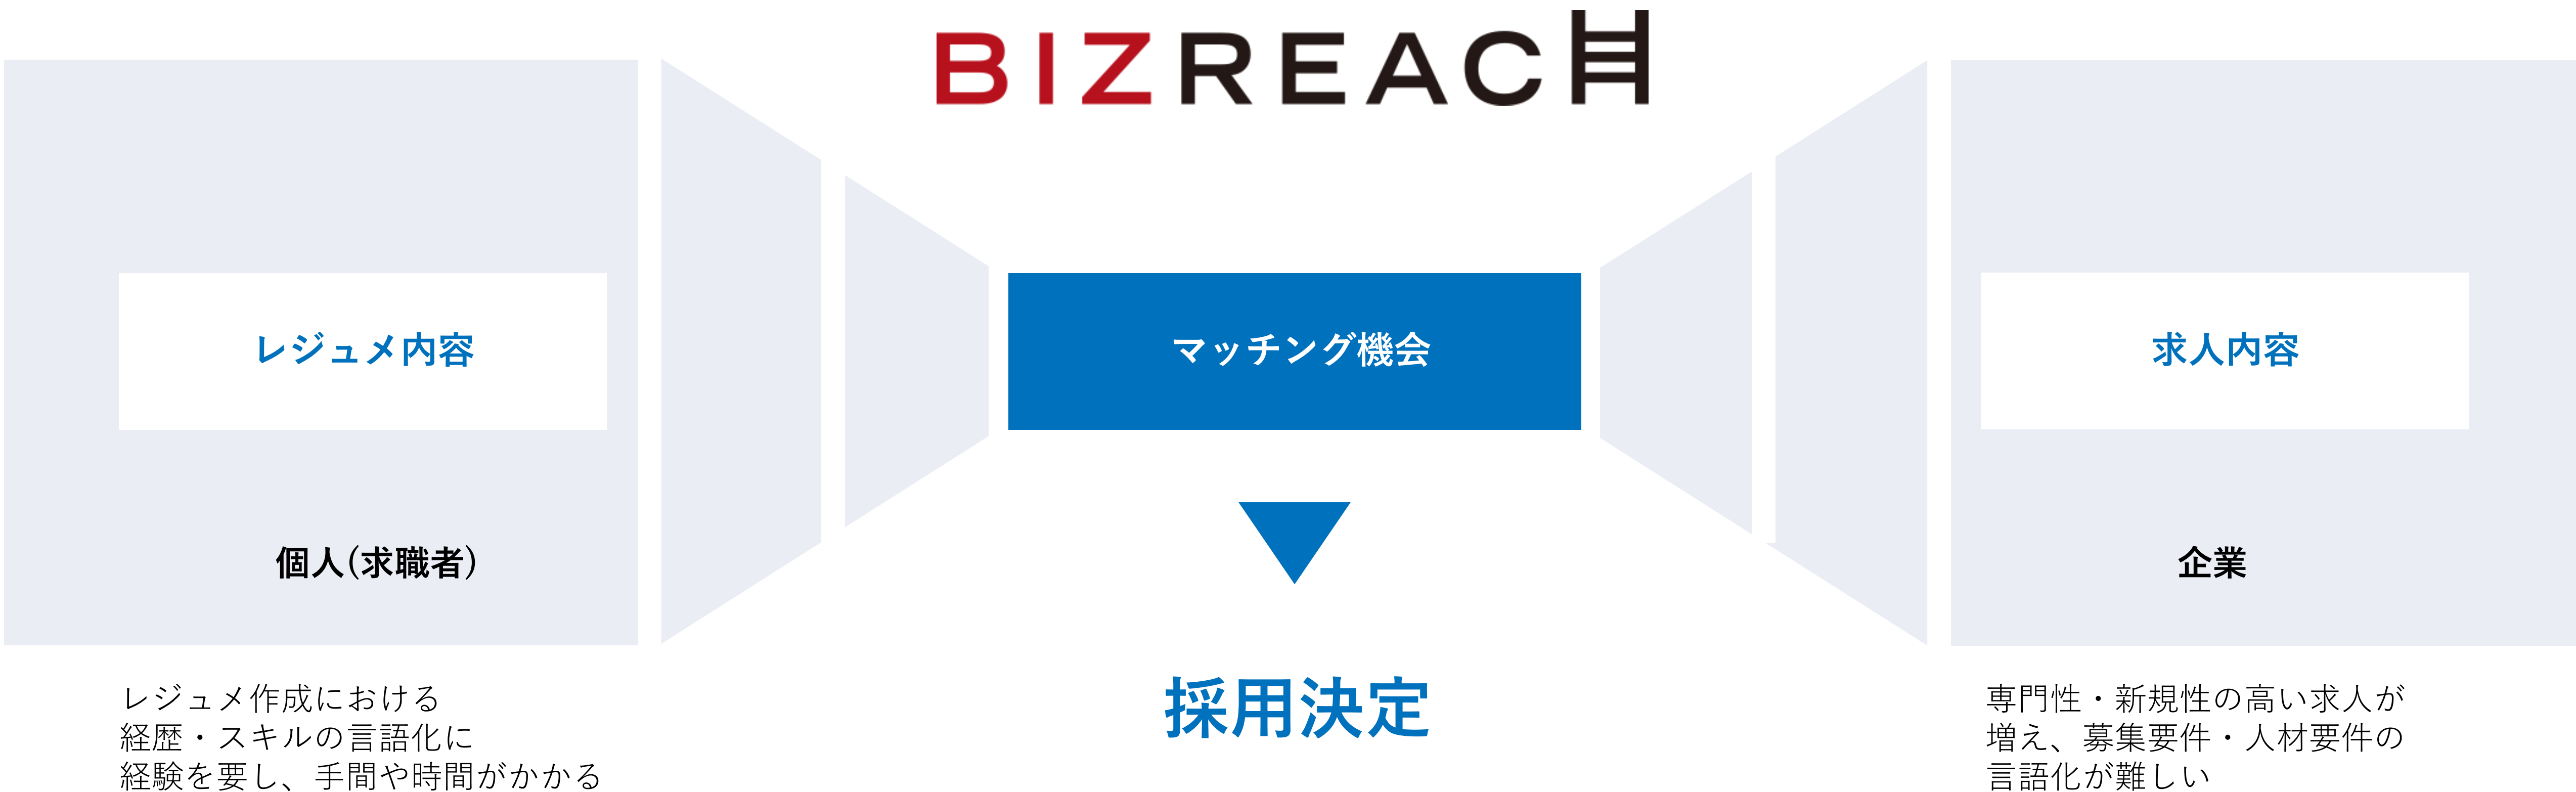 BIZREACH
レジュメ内容
マッチング機会
求人内容
個人(求職者)
企業
採用決定
レジュメ作成における
経歴・スキルの言語化に
経験を要し、手間や時間がかかる
専門性・新規性の高い求人が
増え、募集要件・人材要件の
言語化が難しい